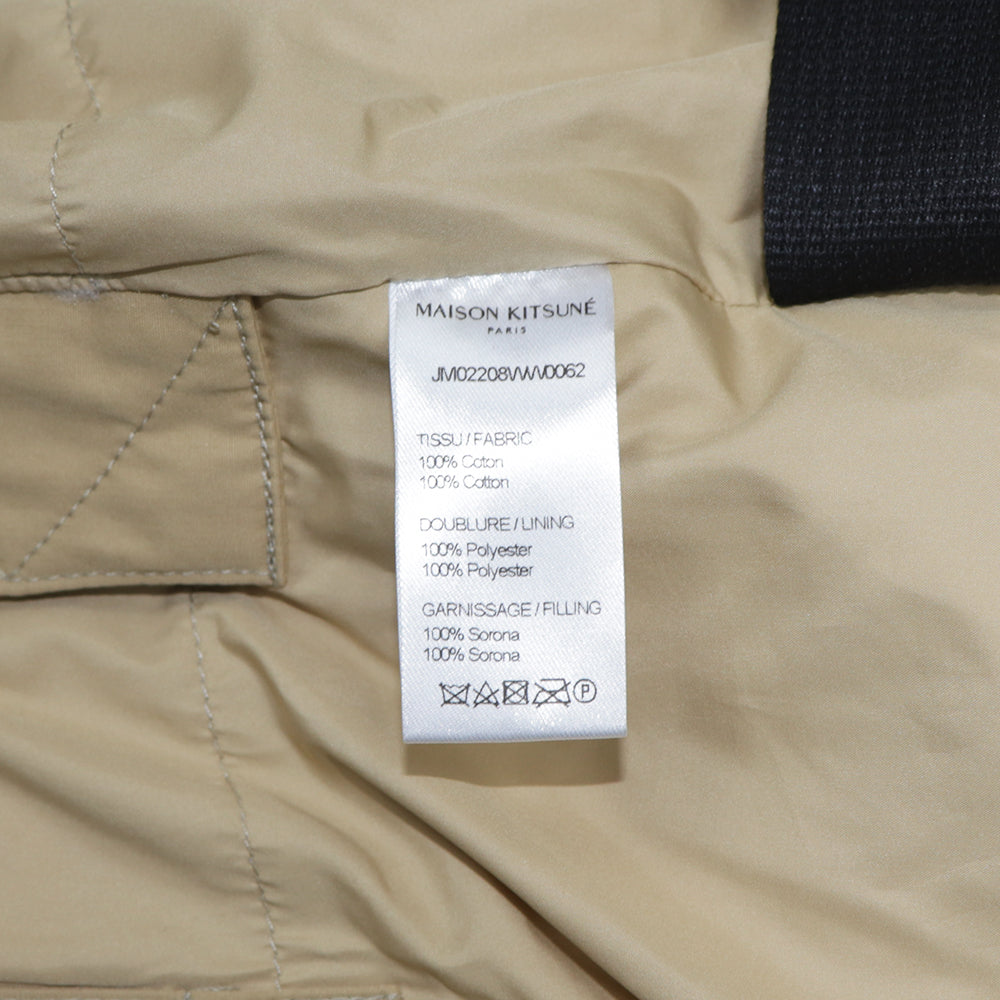 MAISON KITSUNÉ
PARIS
JM02208WW0062
TISSU / FABRIC
100% Coton
100% Cotton
DOUBLURE / LINING
100% Polyester
100% Polyester
GARNISSAGE / FILLING
100% Sorona
100% Sorona
P